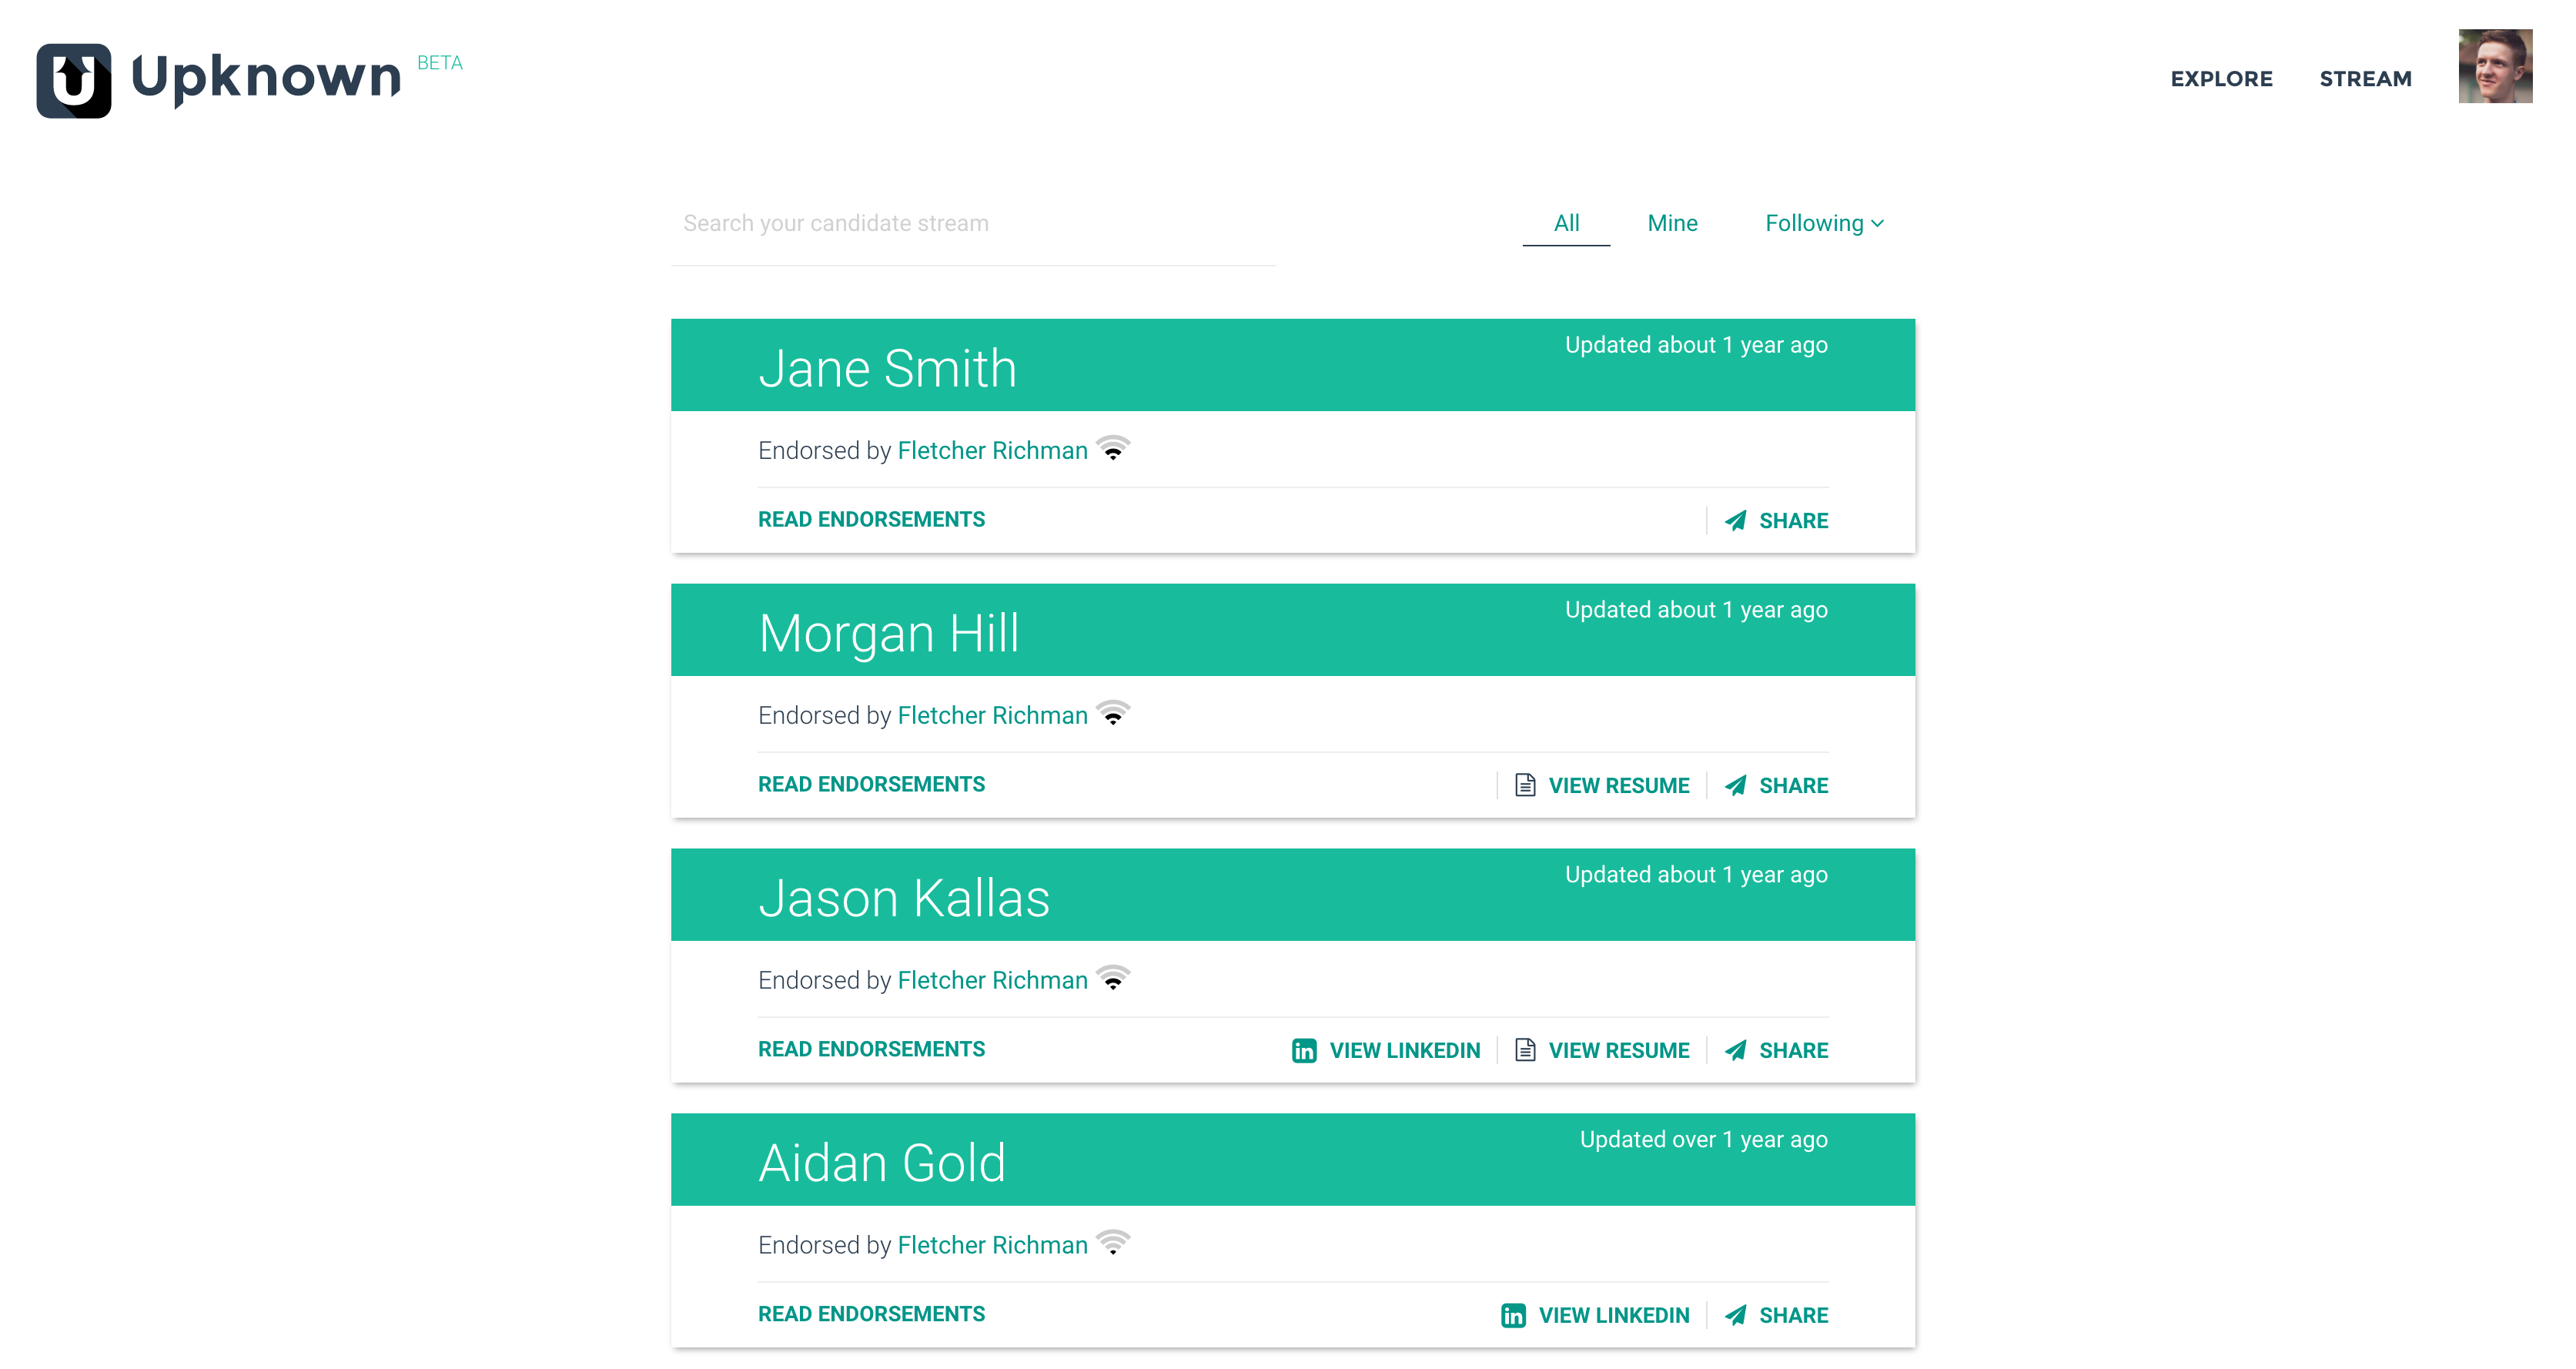 Upknown BETA
EXPLORE STREAM
Search your candidate stream
All Mine Following
Jane Smith Updated about 1 year ago
Endorsed by Fletcher Richman
READ ENDORSEMENTS SHARE
Morgan Hill Updated about 1 year ago
Endorsed by Fletcher Richman
READ ENDORSEMENTS VIEW RESUME SHARE
Jason Kallas Updated about 1 year ago
Endorsed by Fletcher Richman
READ ENDORSEMENTS in VIEW LINKEDIN VIEW RESUME SHARE
Aidan Gold Updated over 1 year ago
Endorsed by Fletcher Richman
READ ENDORSEMENTS in VIEW LINKEDIN SHARE